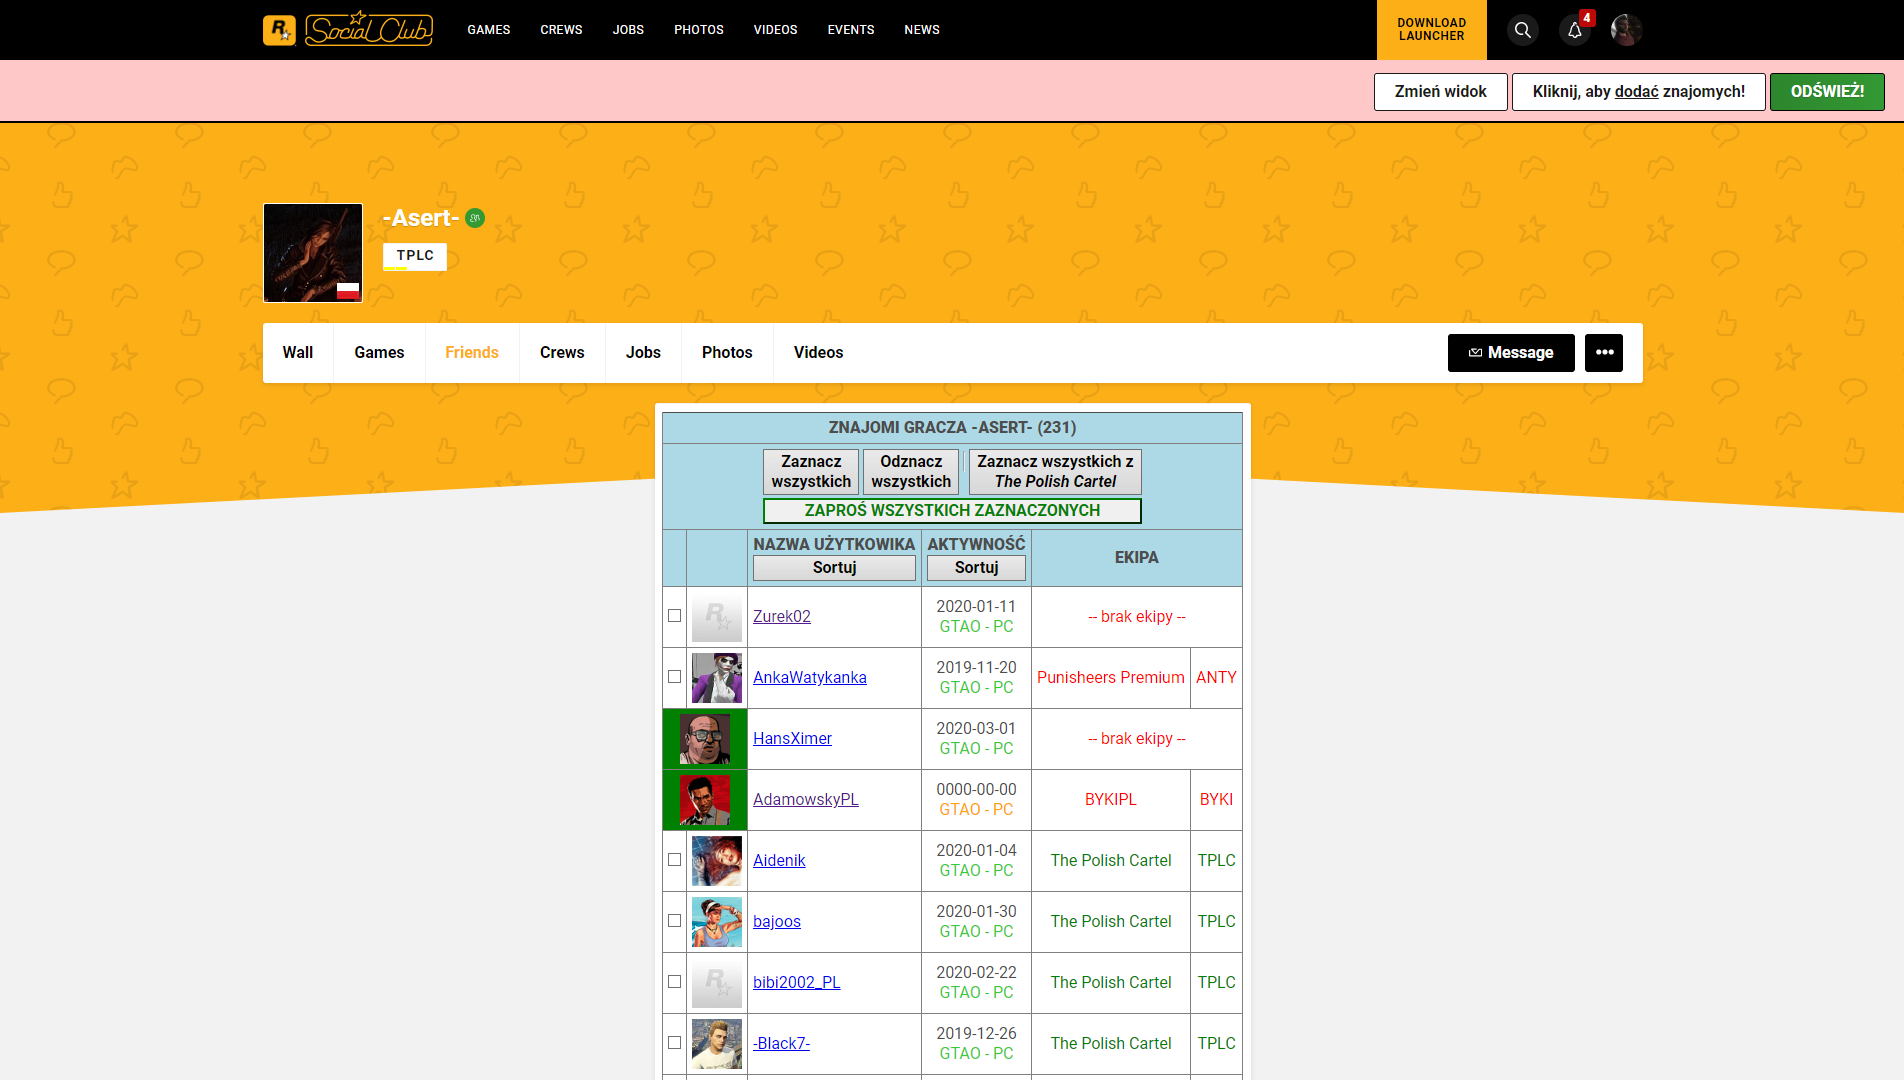 R Social Club GAMES CREWS JOBS PHOTOS VIDEOS EVENTS NEWS DOWNLOAD LAUNCHER 4
Zmień widok Kliknij, aby dodać znajomych! ODŚWIEŻ!
-Asert-
TPLC
Wall Games Friends Crews Jobs Photos Videos Message
ZNAJOMI GRACZA -ASERT- (231)
Zaznacz wszystkich Odznacz wszystkich Zaznacz wszystkich z The Polish Cartel
ZAPROŚ WSZYSTKICH ZAZNACZONYCH
NAZWA UŻYTKOWIKA AKTYWNOŚĆ EKIPA
Sortuj Sortuj
R Zurek02 2020-01-11 GTAO - PC -- brak ekipy --
AnkaWatykanka 2019-11-20 GTAO - PC Punisheers Premium ANTY
HansXimer 2020-03-01 GTAO - PC -- brak ekipy --
AdamowskyPL 0000-00-00 GTAO - PC BYKIPL BYKI
Aidenik 2020-01-04 GTAO - PC The Polish Cartel TPLC
bajoos 2020-01-30 GTAO - PC The Polish Cartel TPLC
R bibi2002_PL 2020-02-22 GTAO - PC The Polish Cartel TPLC
-Black7- 2019-12-26 GTAO - PC The Polish Cartel TPLC